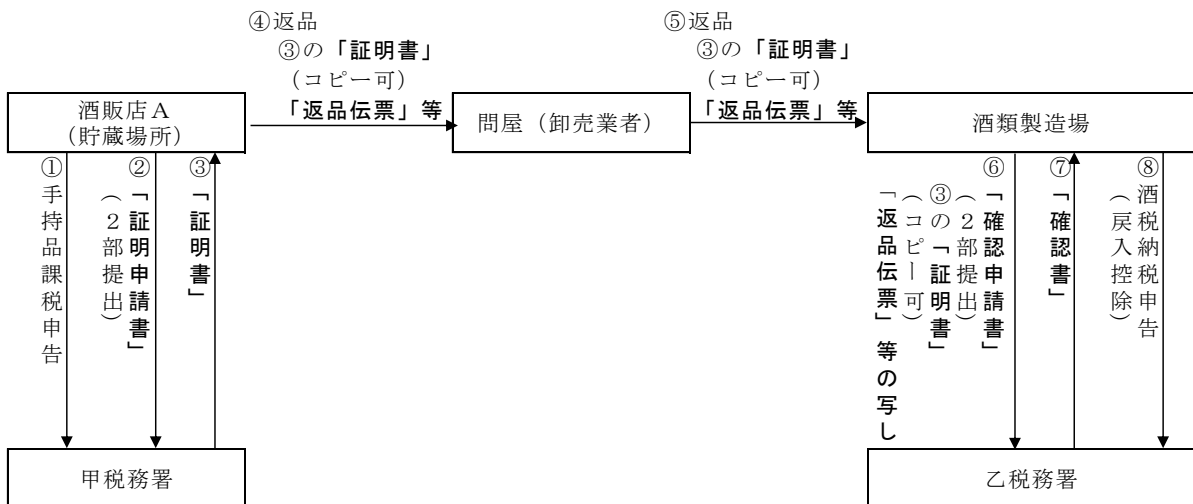 ④返品
③の「証明書」
（コピー可）
「返品伝票」等
⑤返品
③の「証明書」
（コピー可）
「返品伝票」等
酒販店Ａ
（貯蔵場所）
問屋（卸売業者）
酒類製造場
①手持品課税申告
②「証明申請書」
（２部提出）
③「証明書」
⑥「確認申請書」
（２部提出）
③の「証明書」
（コピー可）
「返品伝票」等の写し
⑦「確認書」
⑧酒税納税申告
（戻入控除）
甲税務署
乙税務署